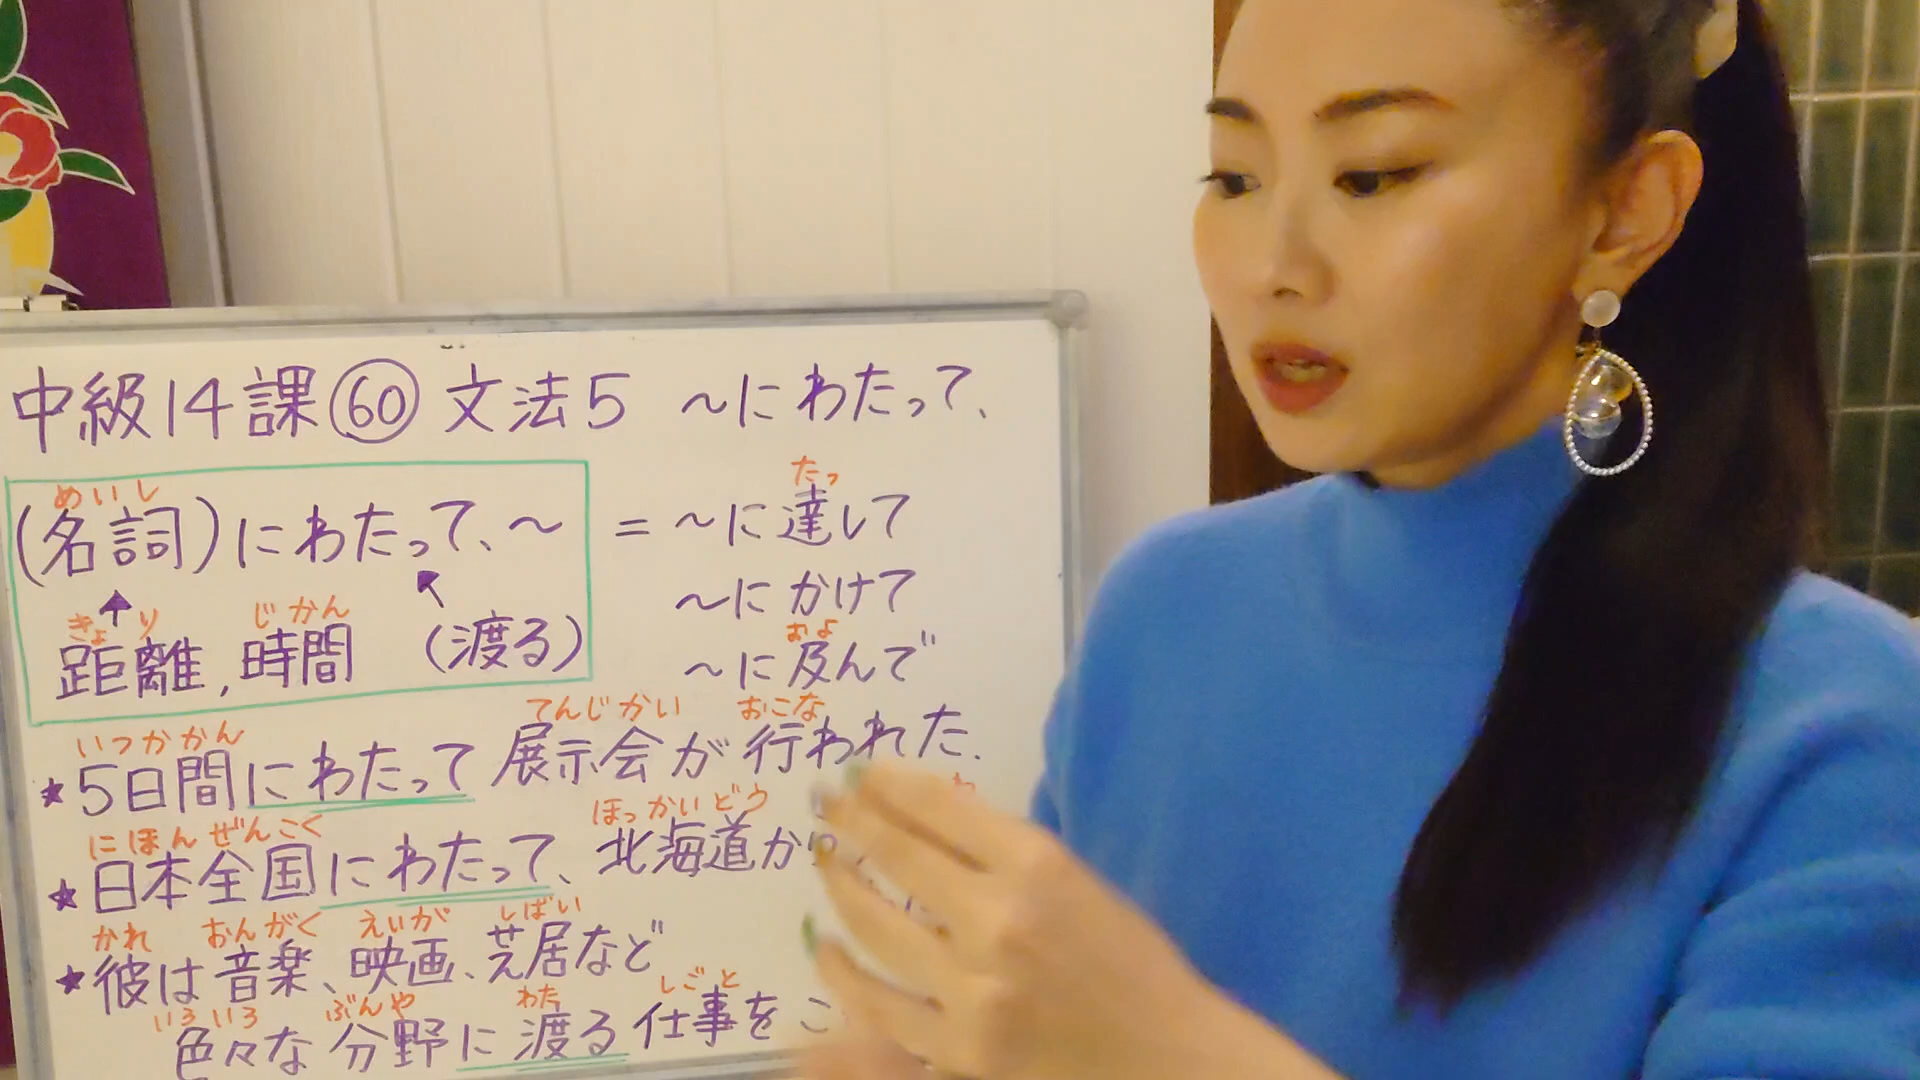 中級14課 60 文法5 ～にわたって、
めいし
(名詞)にわたって、～ = ～に達して
たっ
～にかけて
きょり じかん
距離, 時間 (渡る)
およ
～に及んで
いつかかん てんじかい おこな
★5日間にわたって 展示会が行われた.
にほんぜんこく ほっかいどう
★日本全国にわたって、北海道か
かれ おんがく えいが しばい
★彼は音楽、映画、芝居など
いろいろ ぶんや わた しごと
色々な分野に渡る仕事をこ